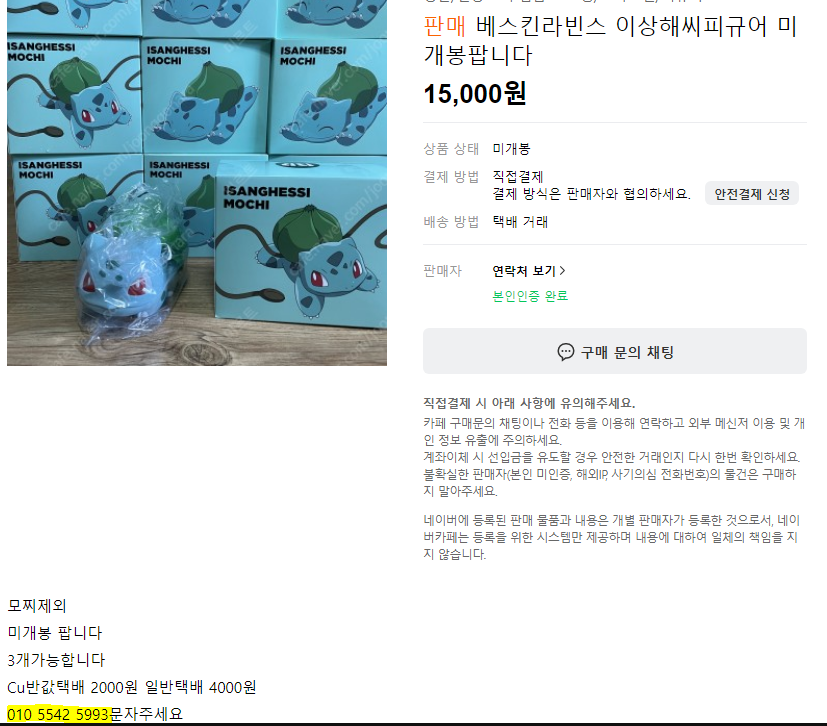 판매 베스킨라빈스 이상해씨피규어 미
개봉팝니다
15,000원
상품 상태 미개봉
결제 방법 직접결제
결제 방식은 판매자와 협의하세요. 안전결제 신청
배송 방법 택배 거래
판매자 연락처 보기 >
본인인증 완료
구매 문의 채팅
직접결제 시 아래 사항에 유의해주세요.
카페 구매문의 채팅이나 전화 등을 이용해 연락하고 외부 메신저 이용 및 개
인 정보 유출에 주의하세요.
계좌이체 시 선입금을 유도할 경우 안전한 거래인지 다시 한번 확인하세요.
불확실한 판매자(본인 미인증, 해외IP, 사기의심 전화번호)의 물건은 구매하
지 말아주세요.
네이버에 등록된 판매 물품과 내용은 개별 판매자가 등록한 것으로서, 네이
버카페는 등록을 위한 시스템만 제공하며 내용에 대하여 일체의 책임을 지
지 않습니다.
ISANGHESSI
MOCHI
ISANGHESSI
MOCHI
ISANGHESSI
MOCHI
ISANGHESSI
MOCHI
ISANGHESSI
MOCHI
ISANGHESSI
MOCHI
모찌제외
미개봉 팝니다
3개가능합니다
Cu반값택배 2000원 일반택배 4000원
010 5542 5993문자주세요